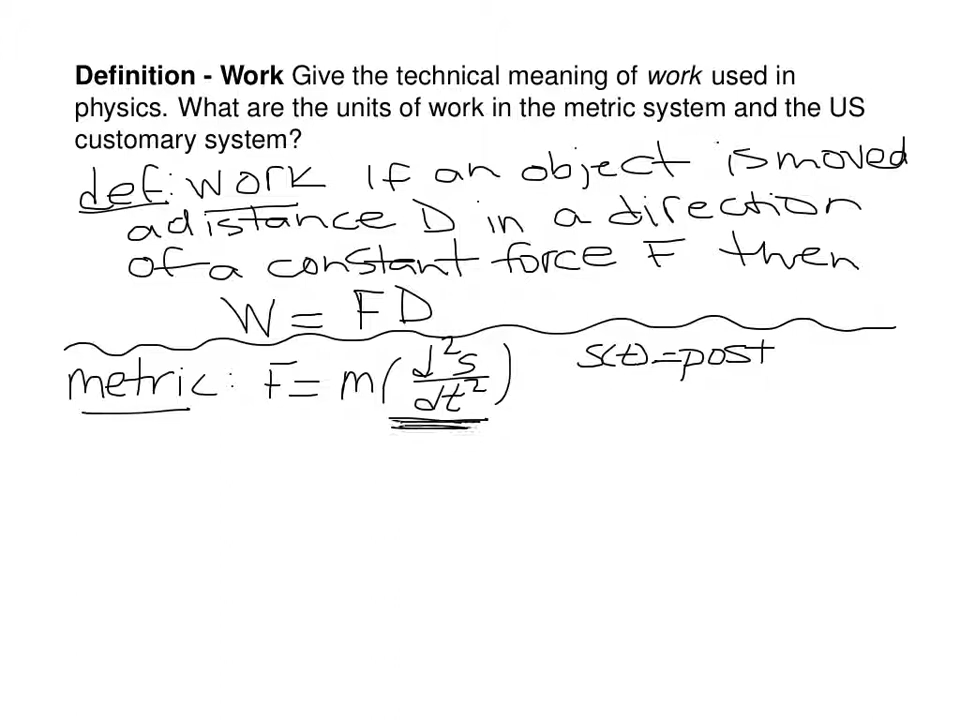 Definition - Work Give the technical meaning of work used in
physics. What are the units of work in the metric system and the US
customary system?
def: work If an object is moved
a distance D in a direction
of a constant force F then
W = FD
metric: F = m(d²s/dt²) s(t)=post